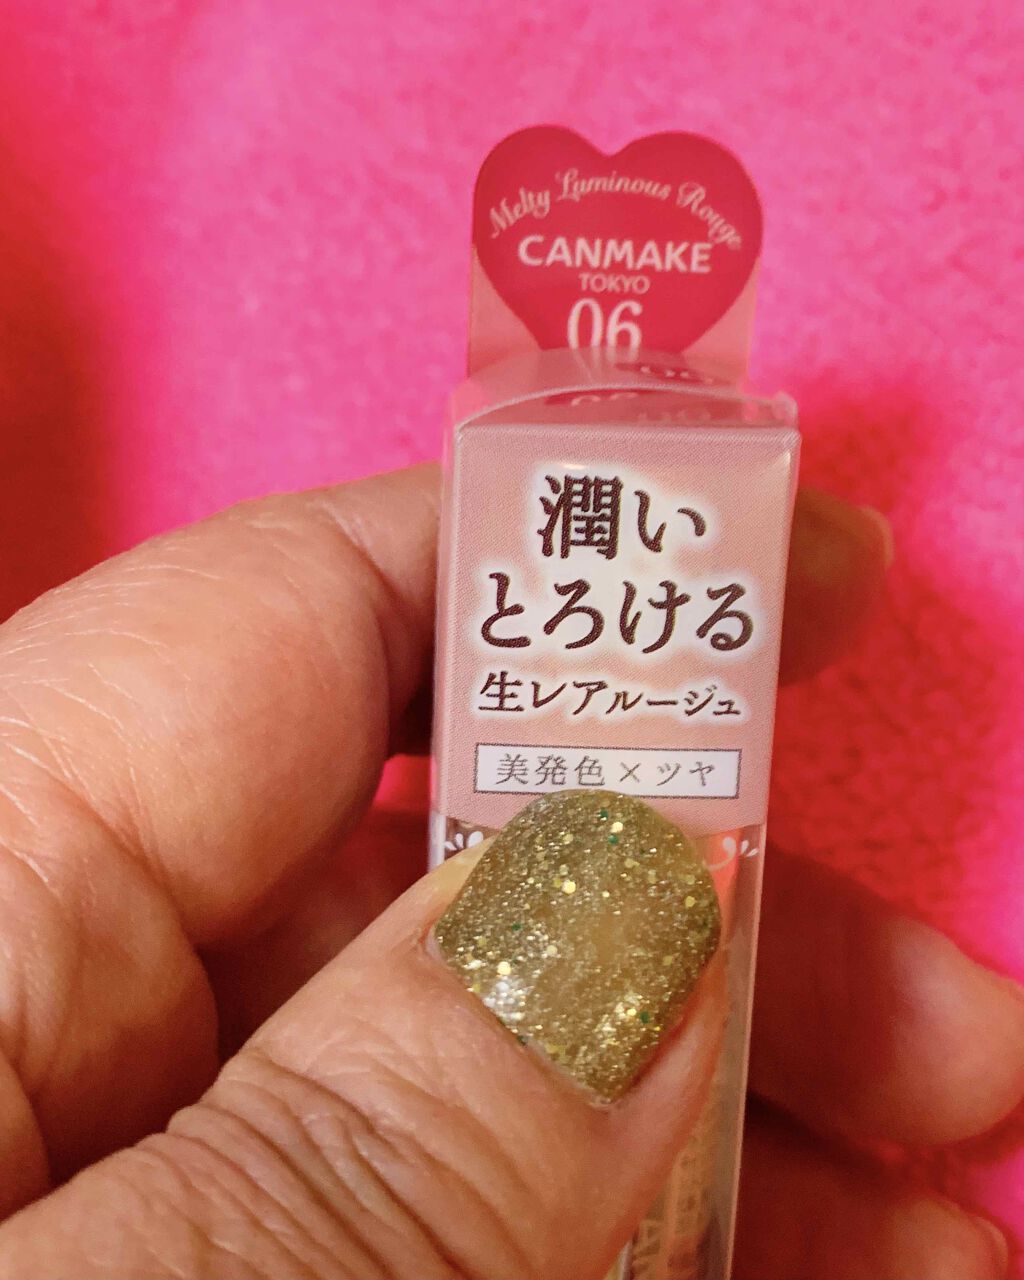 Melty Luminous Rouge
CANMAKE
TOKYO
06
潤い
とろける
生レアルージュ
美発色×ツヤ